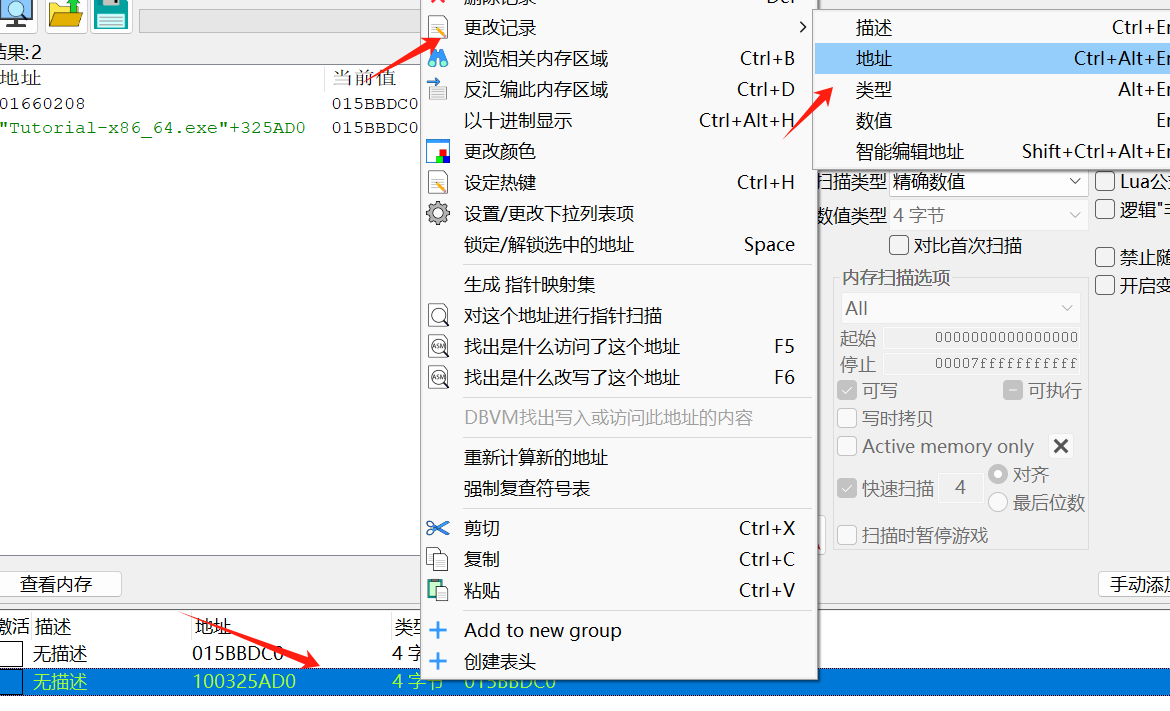 删除记录 Del
更改记录
浏览相关内存区域 Ctrl+B
反汇编此内存区域 Ctrl+D
以十进制显示 Ctrl+Alt+H
更改颜色
设定热键 Ctrl+H
设置/更改下拉列表项
锁定/解锁选中的地址 Space
生成 指针映射集
对这个地址进行指针扫描
找出是什么访问了这个地址 F5
找出是什么改写了这个地址 F6
DBVM找出写入或访问此地址的内容
重新计算新的地址
强制复查符号表
剪切 Ctrl+X
复制 Ctrl+C
粘贴 Ctrl+V
Add to new group
创建表头
描述 Ctrl+En
地址 Ctrl+Alt+En
类型 Alt+En
数值 En
智能编辑地址 Shift+Ctrl+Alt+En
结果:2
地址 当前值
01660208 015BBDC0
"Tutorial-x86_64.exe"+325AD0 015BBDC0
扫描类型 精确数值 Lua公式
数值类型 4 字节 逻辑"非
对比首次扫描
禁止随
开启变
内存扫描选项
All
起始 0000000000000000
停止 00007fffffffffff
可写 可执行
写时拷贝
Active memory only
快速扫描 4 对齐
最后位数
扫描时暂停游戏
查看内存 手动添加
激活 描述 地址 类型
无描述 015BBDC0 4 字
无描述 100325AD0 4 字节 015BBDC0